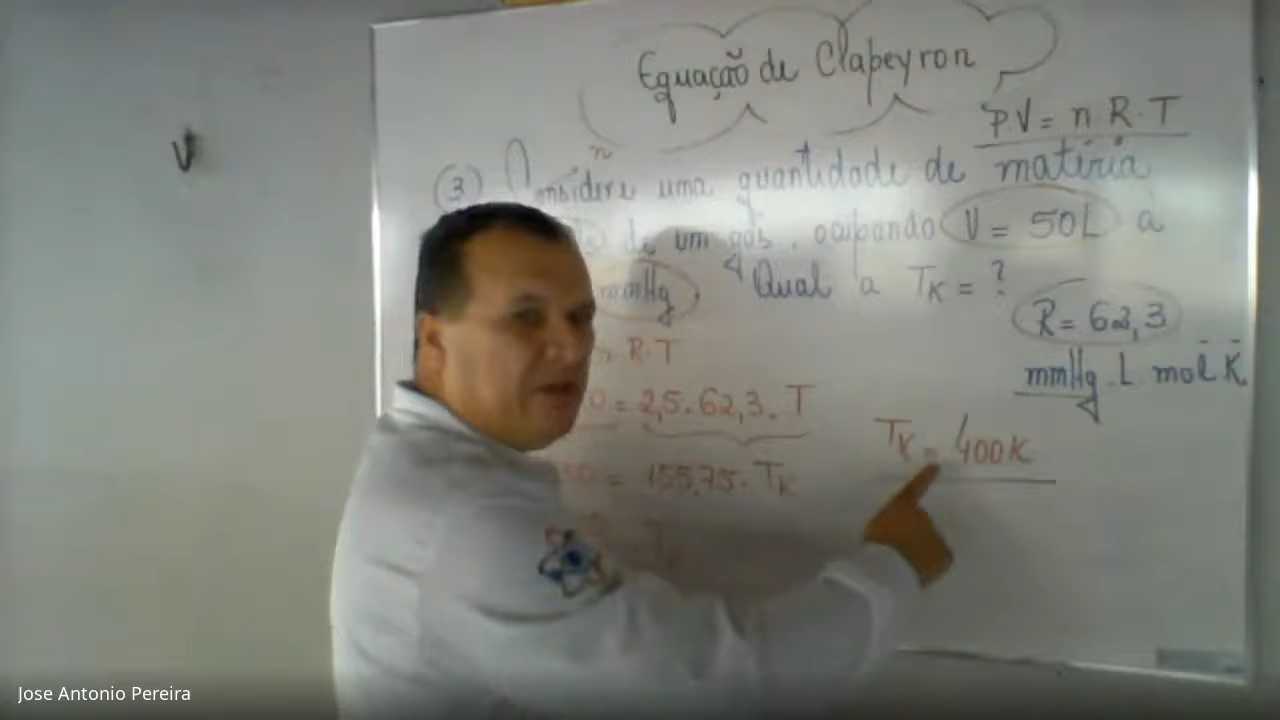 Equação de Clapeyron
P.V = n.R.T
(3) Considere uma quantidade de matéria
n
de um gás, ocupando V = 50L à
mmHg. Qual a TK = ?
R = 62,3
mmHg.L mol K
R.T
0 = 2,5.62,3.T
TK = 400K
= 155,75.TK
V
Jose Antonio Pereira